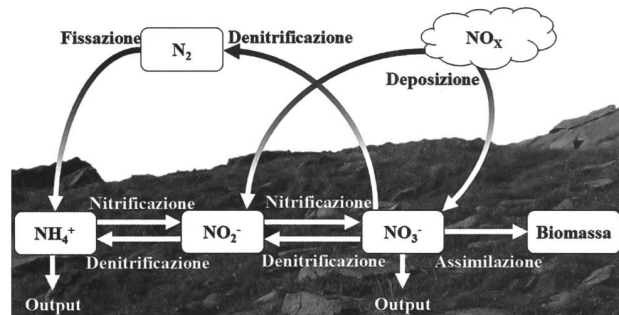 Fissazione
N₂
Denitrificazione
NOₓ
Deposizione
Nitrificazione
Nitrificazione
NH₄⁺
NO₂⁻
NO₃⁻
Biomassa
Denitrificazione
Denitrificazione
Assimilazione
Output
Output